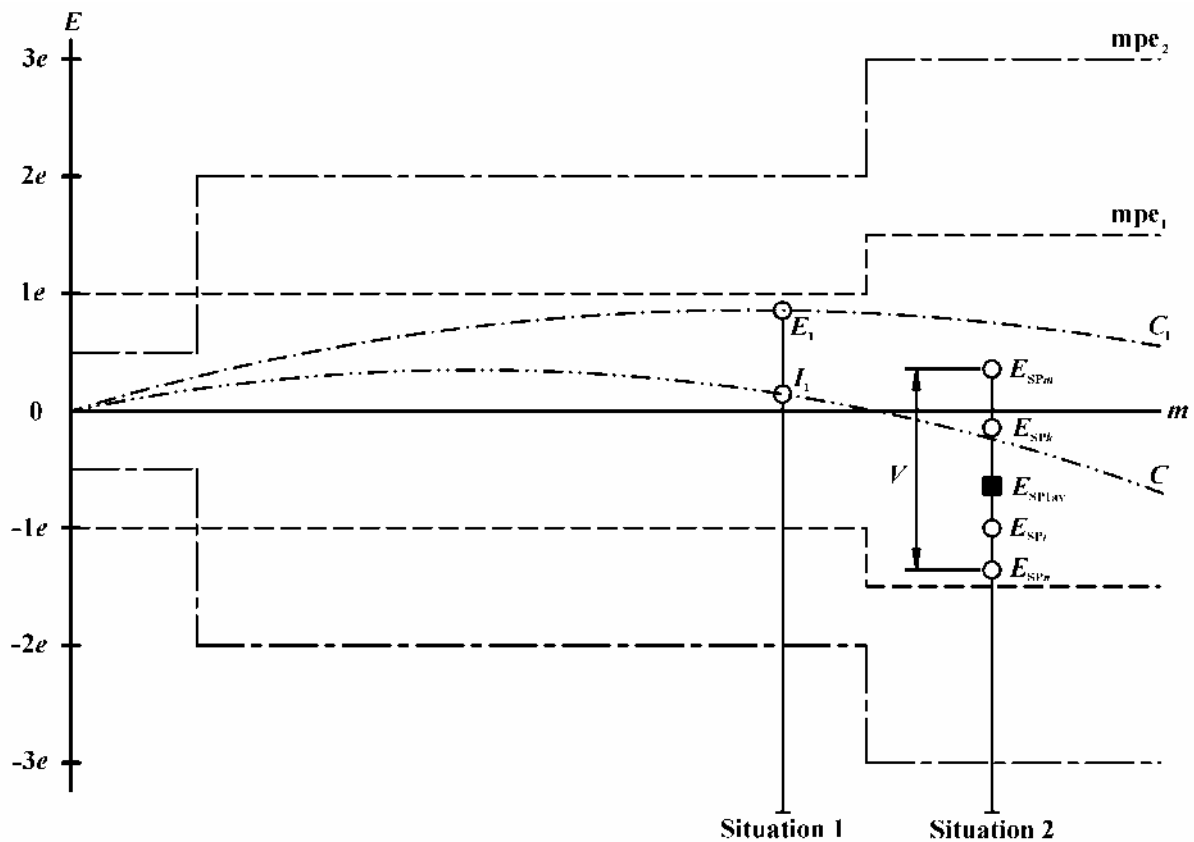 E
3e
mpe₂
2e
mpe₁
1e
E₁
C₁
I₁
E_SPm
0
m
E_SPk
V
C
E_SP1av
-1e
E_SPi
E_SPn
-2e
-3e
Situation 1
Situation 2